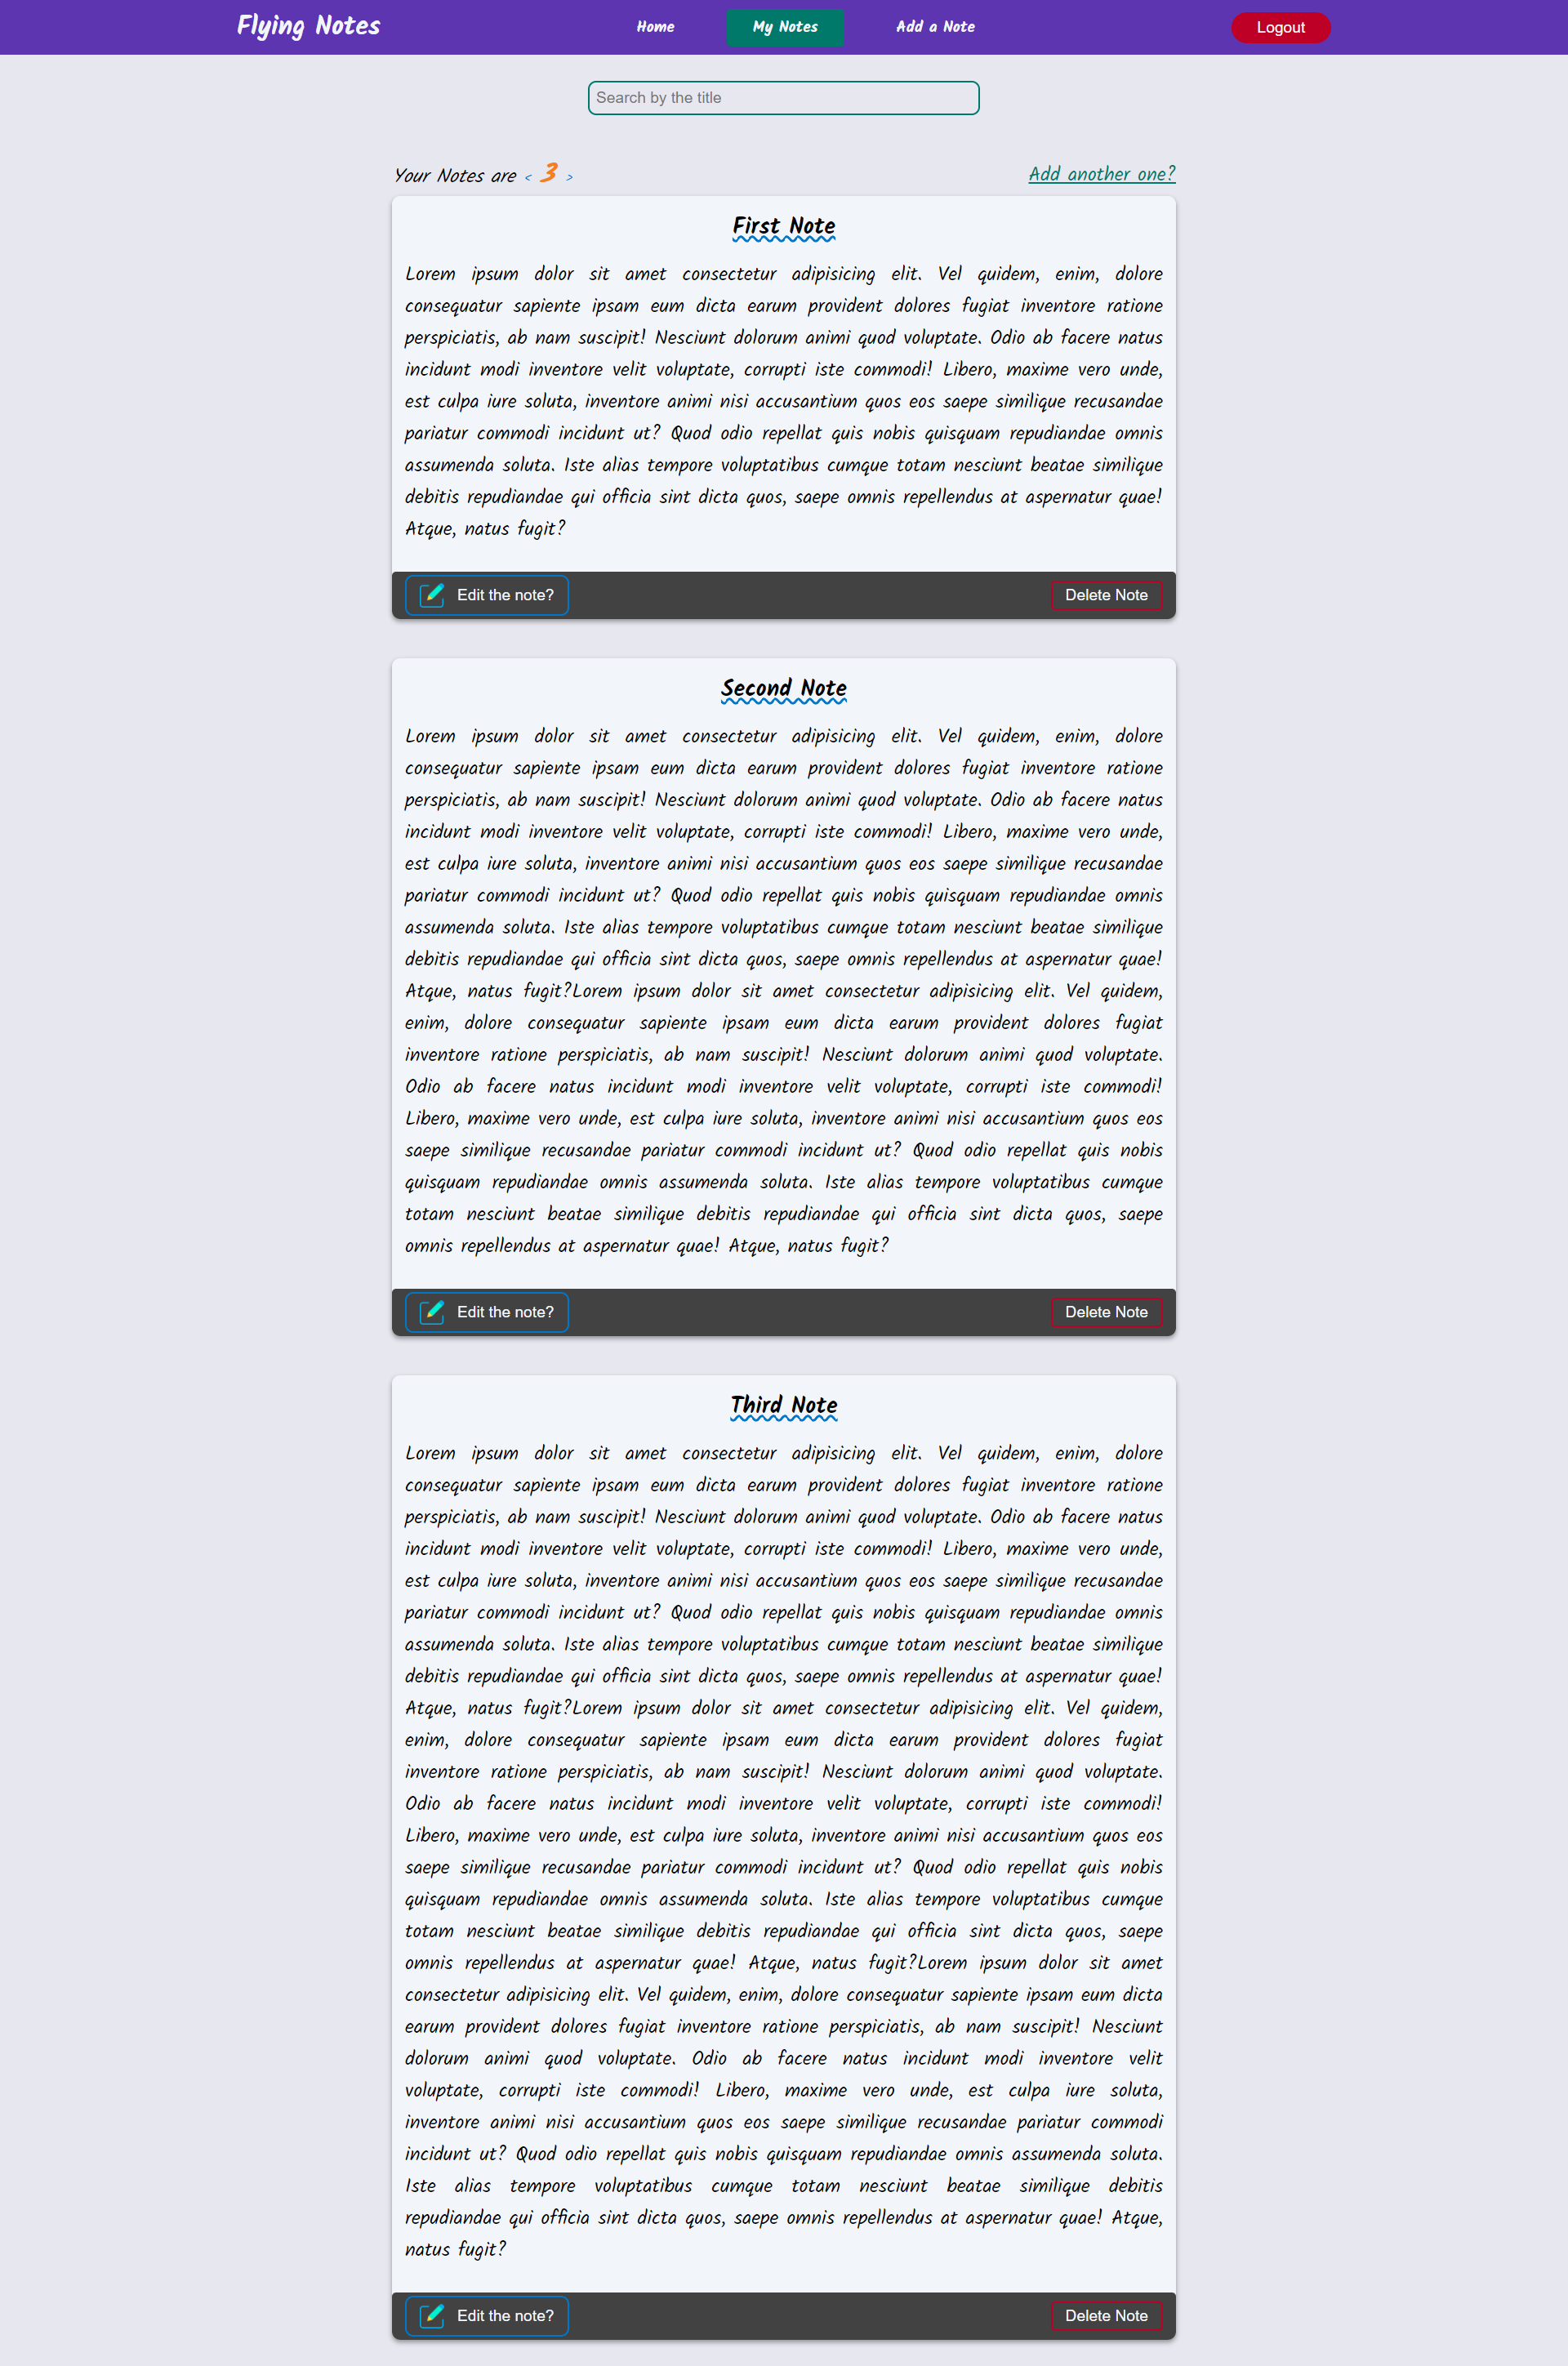 Flying Notes
Home
My Notes
Add a Note
Logout
Search by the title
Your Notes are < 3 >
Add another one?
First Note
Lorem ipsum dolor sit amet consectetur adipisicing elit. Vel quidem, enim, dolore
consequatur sapiente ipsam eum dicta earum provident dolores fugiat inventore ratione
perspiciatis, ab nam suscipit! Nesciunt dolorum animi quod voluptate. Odio ab facere natus
incidunt modi inventore velit voluptate, corrupti iste commodi! Libero, maxime vero unde,
est culpa iure soluta, inventore animi nisi accusantium quos eos saepe similique recusandae
pariatur commodi incidunt ut? Quod odio repellat quis nobis quisquam repudiandae omnis
assumenda soluta. Iste alias tempore voluptatibus cumque totam nesciunt beatae similique
debitis repudiandae qui officia sint dicta quos, saepe omnis repellendus at aspernatur quae!
Atque, natus fugit?
Edit the note?
Delete Note
Second Note
Lorem ipsum dolor sit amet consectetur adipisicing elit. Vel quidem, enim, dolore
consequatur sapiente ipsam eum dicta earum provident dolores fugiat inventore ratione
perspiciatis, ab nam suscipit! Nesciunt dolorum animi quod voluptate. Odio ab facere natus
incidunt modi inventore velit voluptate, corrupti iste commodi! Libero, maxime vero unde,
est culpa iure soluta, inventore animi nisi accusantium quos eos saepe similique recusandae
pariatur commodi incidunt ut? Quod odio repellat quis nobis quisquam repudiandae omnis
assumenda soluta. Iste alias tempore voluptatibus cumque totam nesciunt beatae similique
debitis repudiandae qui officia sint dicta quos, saepe omnis repellendus at aspernatur quae!
Atque, natus fugit?Lorem ipsum dolor sit amet consectetur adipisicing elit. Vel quidem,
enim, dolore consequatur sapiente ipsam eum dicta earum provident dolores fugiat
inventore ratione perspiciatis, ab nam suscipit! Nesciunt dolorum animi quod voluptate.
Odio ab facere natus incidunt modi inventore velit voluptate, corrupti iste commodi!
Libero, maxime vero unde, est culpa iure soluta, inventore animi nisi accusantium quos eos
saepe similique recusandae pariatur commodi incidunt ut? Quod odio repellat quis nobis
quisquam repudiandae omnis assumenda soluta. Iste alias tempore voluptatibus cumque
totam nesciunt beatae similique debitis repudiandae qui officia sint dicta quos, saepe
omnis repellendus at aspernatur quae! Atque, natus fugit?
Edit the note?
Delete Note
Third Note
Lorem ipsum dolor sit amet consectetur adipisicing elit. Vel quidem, enim, dolore
consequatur sapiente ipsam eum dicta earum provident dolores fugiat inventore ratione
perspiciatis, ab nam suscipit! Nesciunt dolorum animi quod voluptate. Odio ab facere natus
incidunt modi inventore velit voluptate, corrupti iste commodi! Libero, maxime vero unde,
est culpa iure soluta, inventore animi nisi accusantium quos eos saepe similique recusandae
pariatur commodi incidunt ut? Quod odio repellat quis nobis quisquam repudiandae omnis
assumenda soluta. Iste alias tempore voluptatibus cumque totam nesciunt beatae similique
debitis repudiandae qui officia sint dicta quos, saepe omnis repellendus at aspernatur quae!
Atque, natus fugit?Lorem ipsum dolor sit amet consectetur adipisicing elit. Vel quidem,
enim, dolore consequatur sapiente ipsam eum dicta earum provident dolores fugiat
inventore ratione perspiciatis, ab nam suscipit! Nesciunt dolorum animi quod voluptate.
Odio ab facere natus incidunt modi inventore velit voluptate, corrupti iste commodi!
Libero, maxime vero unde, est culpa iure soluta, inventore animi nisi accusantium quos eos
saepe similique recusandae pariatur commodi incidunt ut? Quod odio repellat quis nobis
quisquam repudiandae omnis assumenda soluta. Iste alias tempore voluptatibus cumque
totam nesciunt beatae similique debitis repudiandae qui officia sint dicta quos, saepe
omnis repellendus at aspernatur quae! Atque, natus fugit?Lorem ipsum dolor sit amet
consectetur adipisicing elit. Vel quidem, enim, dolore consequatur sapiente ipsam eum dicta
earum provident dolores fugiat inventore ratione perspiciatis, ab nam suscipit! Nesciunt
dolorum animi quod voluptate. Odio ab facere natus incidunt modi inventore velit
voluptate, corrupti iste commodi! Libero, maxime vero unde, est culpa iure soluta,
inventore animi nisi accusantium quos eos saepe similique recusandae pariatur commodi
incidunt ut? Quod odio repellat quis nobis quisquam repudiandae omnis assumenda soluta.
Iste alias tempore voluptatibus cumque totam nesciunt beatae similique debitis
repudiandae qui officia sint dicta quos, saepe omnis repellendus at aspernatur quae! Atque,
natus fugit?
Edit the note?
Delete Note